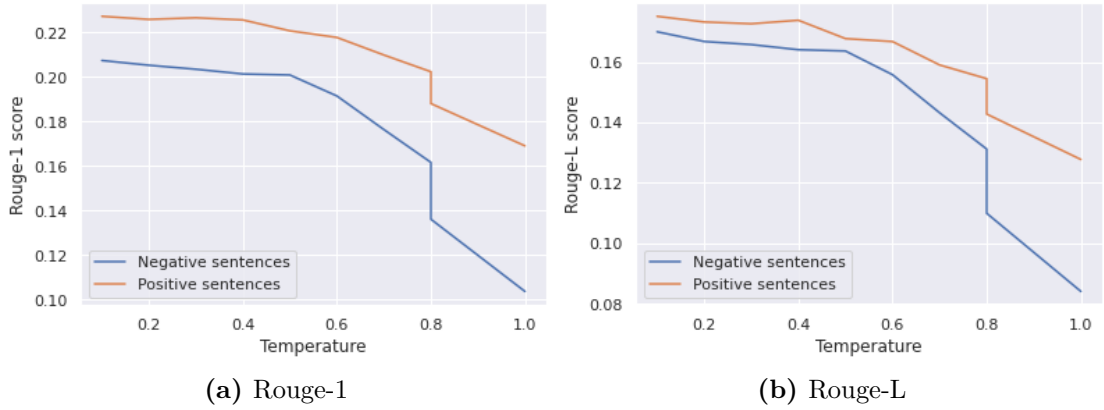 0.22
0.20
0.18
0.16
0.14
0.12
0.10
Rouge-1 score
Negative sentences
Positive sentences
0.2 0.4 0.6 0.8 1.0
Temperature
(a) Rouge-1
0.16
0.14
0.12
0.10
0.08
Rouge-L score
Negative sentences
Positive sentences
0.2 0.4 0.6 0.8 1.0
Temperature
(b) Rouge-L